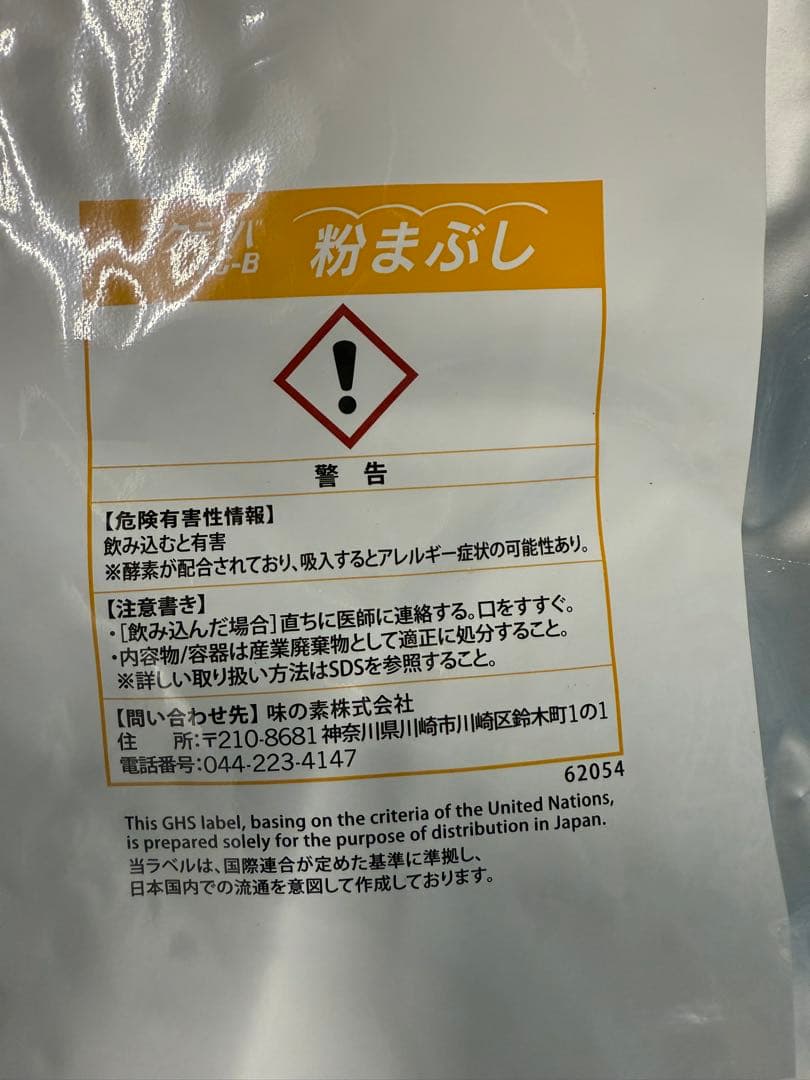 粉まぶし
-B
警告
【危険有害性情報】
飲み込むと有害
※酵素が配合されており、吸入するとアレルギー症状の可能性あり。
【注意書き】
・[飲み込んだ場合]直ちに医師に連絡する。口をすすぐ。
・内容物/容器は産業廃棄物として適正に処分すること。
※詳しい取り扱い方法はSDSを参照すること。
【問い合わせ先】味の素株式会社
住　所:〒210-8681 神奈川県川崎市川崎区鈴木町1の1
電話番号:044-223-4147
62054
This GHS label, basing on the criteria of the United Nations,
is prepared solely for the purpose of distribution in Japan.
当ラベルは、国際連合が定めた基準に準拠し、
日本国内での流通を意図して作成しております。